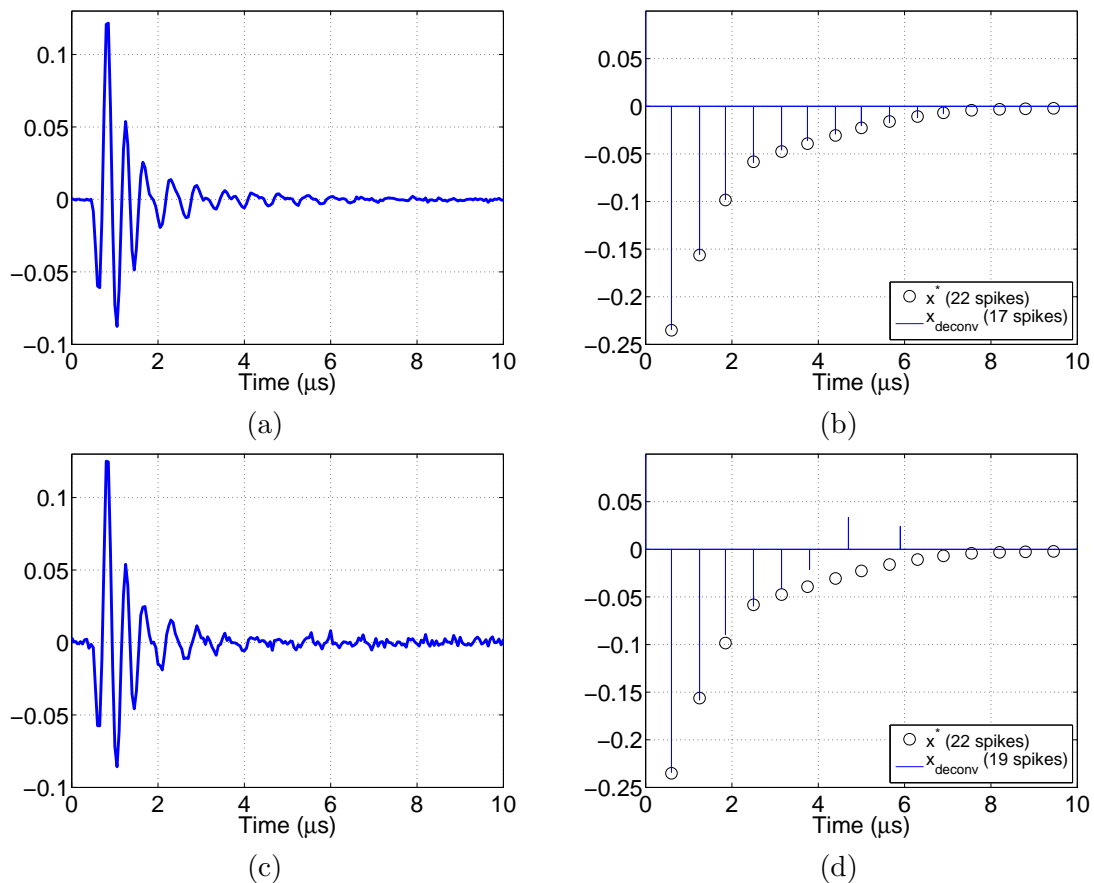 0.1
0.05
0
−0.05
−0.1
0 2 4 6 8 10
Time (μs)
(a)
0.05
0
−0.05
−0.1
−0.15
−0.2
−0.25
0 2 4 6 8 10
Time (μs)
x* (22 spikes)
x_deconv (17 spikes)
(b)
0.1
0.05
0
−0.05
−0.1
0 2 4 6 8 10
Time (μs)
(c)
0.05
0
−0.05
−0.1
−0.15
−0.2
−0.25
0 2 4 6 8 10
Time (μs)
x* (22 spikes)
x_deconv (19 spikes)
(d)